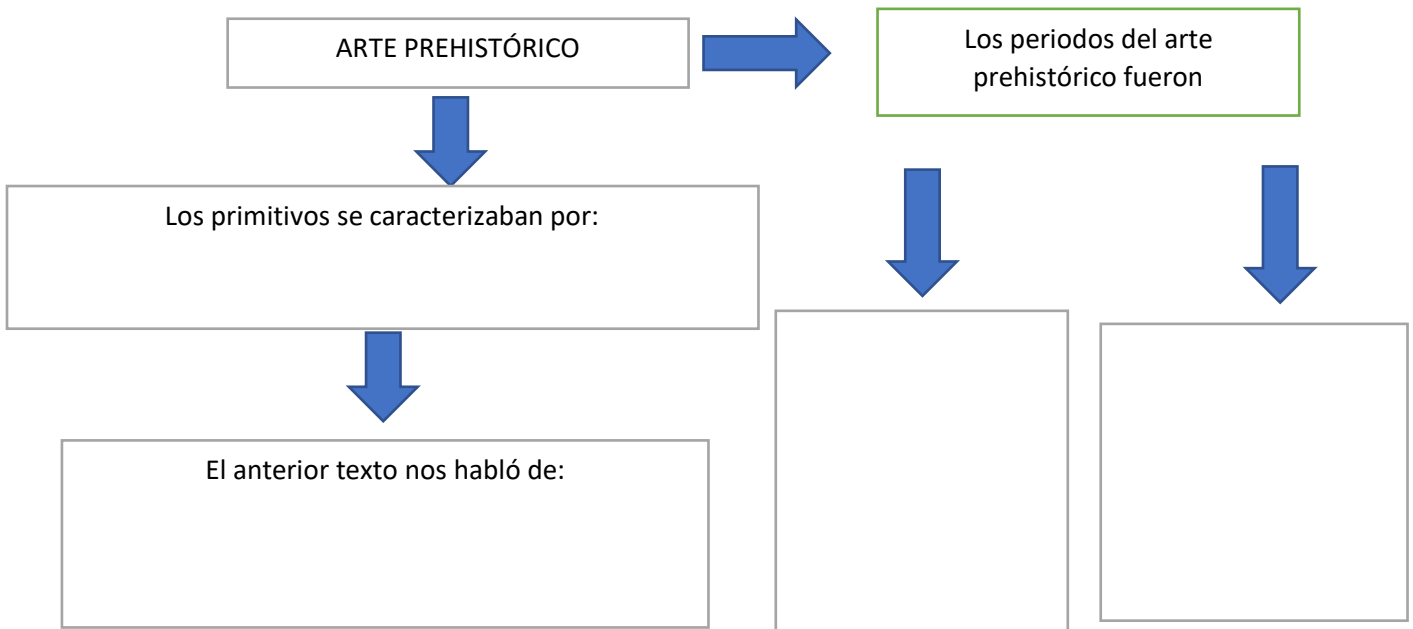 ARTE PREHISTÓRICO
Los periodos del arte
prehistórico fueron
Los primitivos se caracterizaban por:
El anterior texto nos habló de: